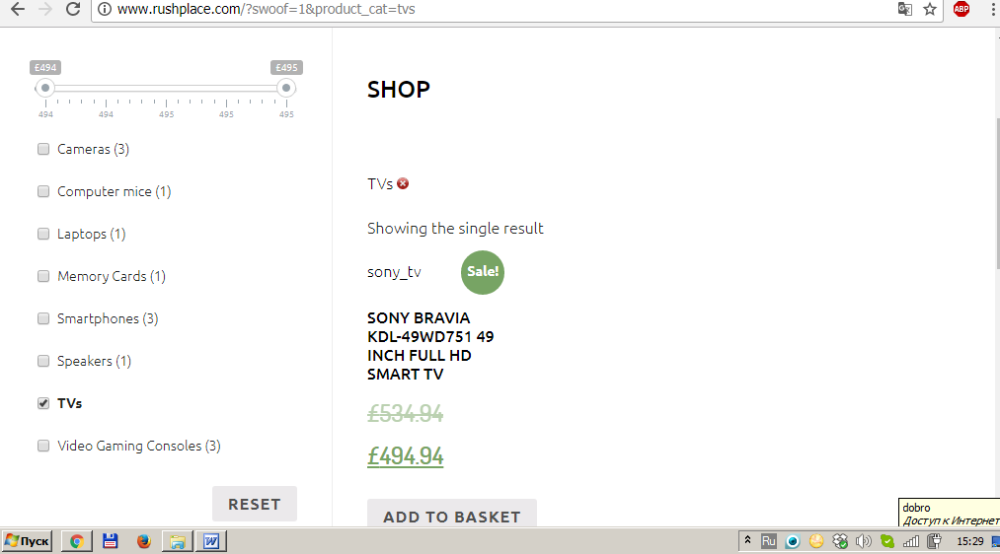 www.rushplace.com/?swoof=1&product_cat=tvs
ABP
£494
£495
494 494 495 495 495
Cameras (3)
Computer mice (1)
Laptops (1)
Memory Cards (1)
Smartphones (3)
Speakers (1)
TVs
Video Gaming Consoles (3)
RESET
SHOP
TVs
Showing the single result
sony_tv
Sale!
SONY BRAVIA
KDL-49WD751 49
INCH FULL HD
SMART TV
£534.94
£494.94
ADD TO BASKET
dobro
Доступ к Интернет
Пуск
Ru
15:29